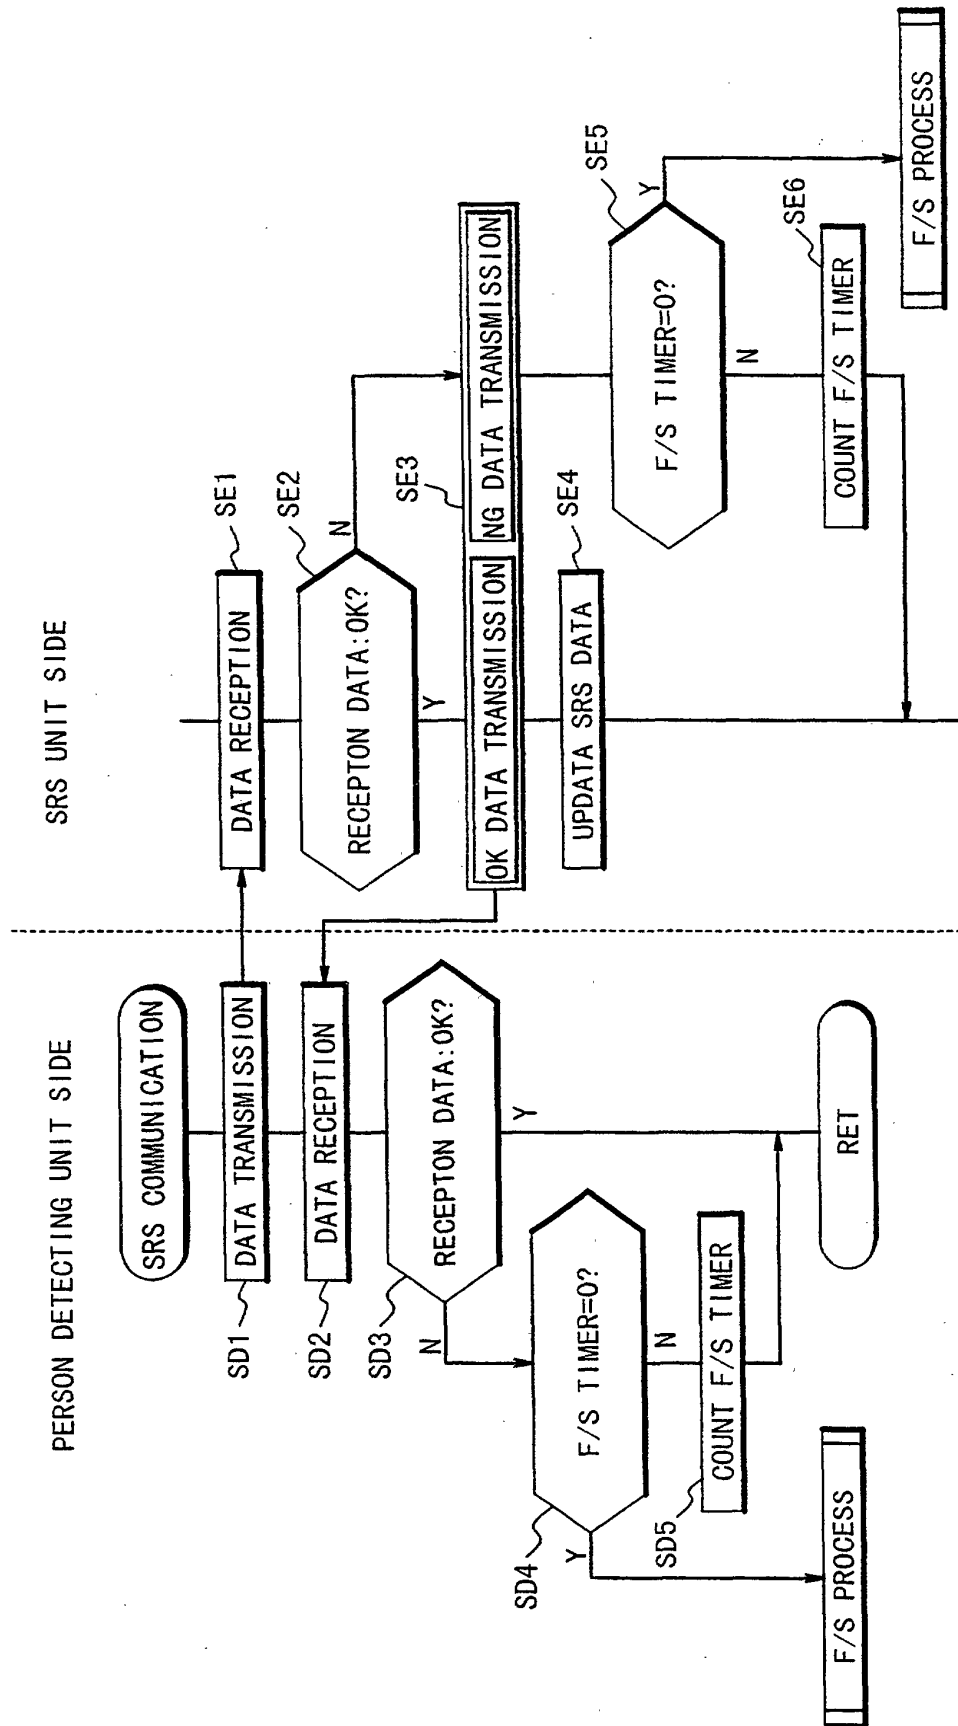 PERSON DETECTING UNIT SIDE
SRS COMMUNICATION
SD1
DATA TRANSMISSION
SD2
DATA RECEPTION
SD3
RECEPTON DATA:OK?
N
Y
SD4
F/S TIMER=0?
Y
N
SD5
COUNT F/S TIMER
F/S PROCESS
RET
SRS UNIT SIDE
SE1
DATA RECEPTION
SE2
RECEPTON DATA:OK?
N
Y
SE3
OK DATA TRANSMISSION
NG DATA TRANSMISSION
SE4
UPDATA SRS DATA
SE5
F/S TIMER=0?
Y
N
SE6
COUNT F/S TIMER
F/S PROCESS